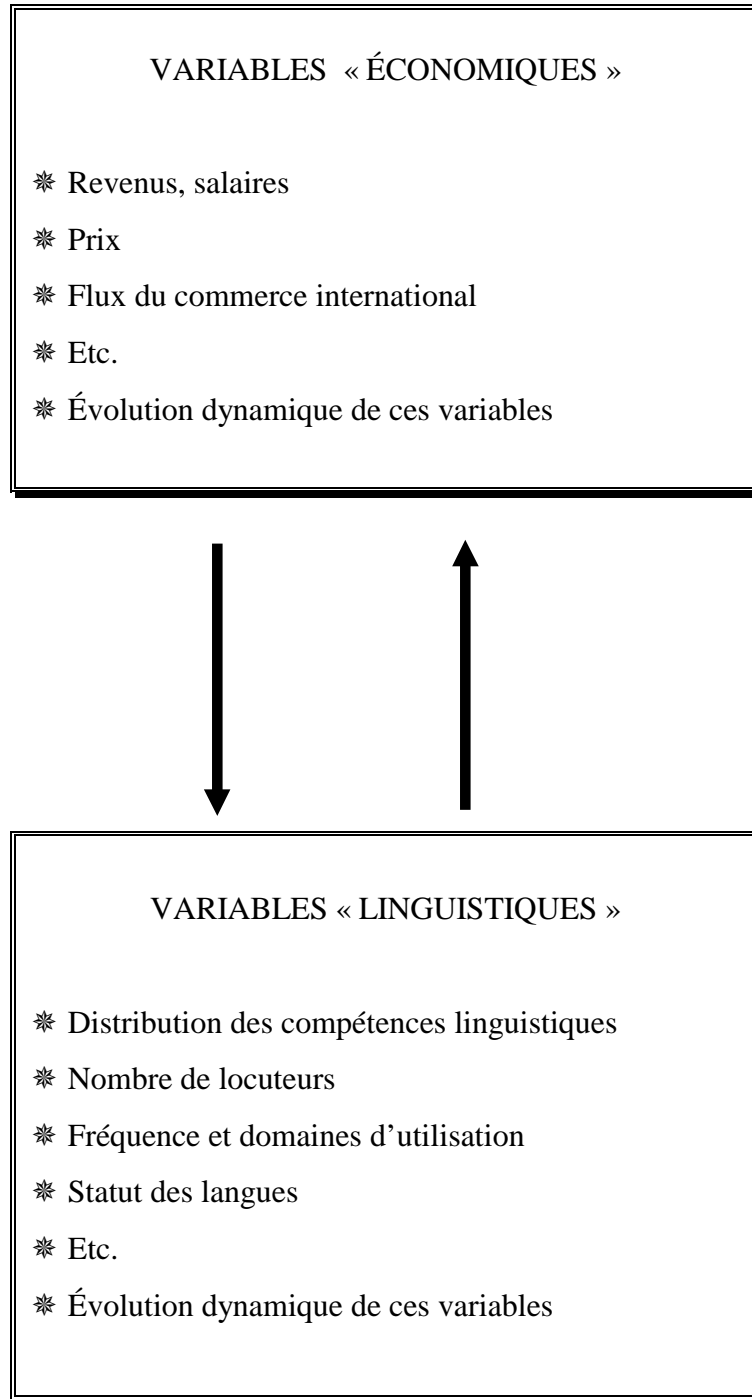 VARIABLES « ÉCONOMIQUES »
✵ Revenus, salaires
✵ Prix
✵ Flux du commerce international
✵ Etc.
✵ Évolution dynamique de ces variables
VARIABLES « LINGUISTIQUES »
✵ Distribution des compétences linguistiques
✵ Nombre de locuteurs
✵ Fréquence et domaines d’utilisation
✵ Statut des langues
✵ Etc.
✵ Évolution dynamique de ces variables